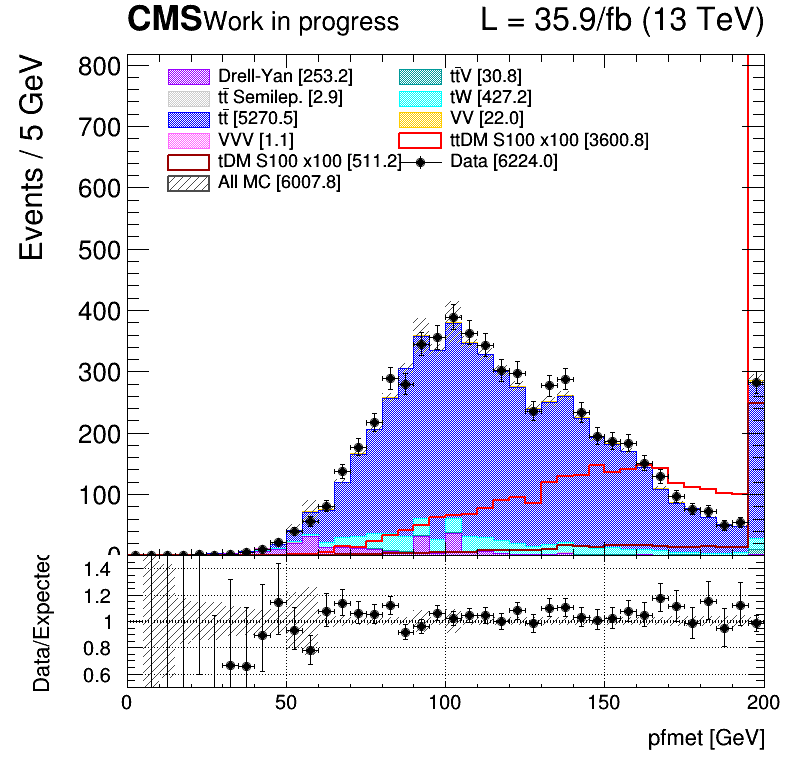 CMS Work in progress L = 35.9/fb (13 TeV)
Events / 5 GeV
800
700
600
500
400
300
200
100
0
Drell-Yan [253.2]
tt̄V [30.8]
tt̄ Semilep. [2.9]
tW [427.2]
tt̄ [5270.5]
VV [22.0]
VVV [1.1]
ttDM S100 x100 [3600.8]
tDM S100 x100 [511.2]
Data [6224.0]
All MC [6007.8]
Data/Expected
1.4
1.2
1
0.8
0.6
0 50 100 150 200
pfmet [GeV]